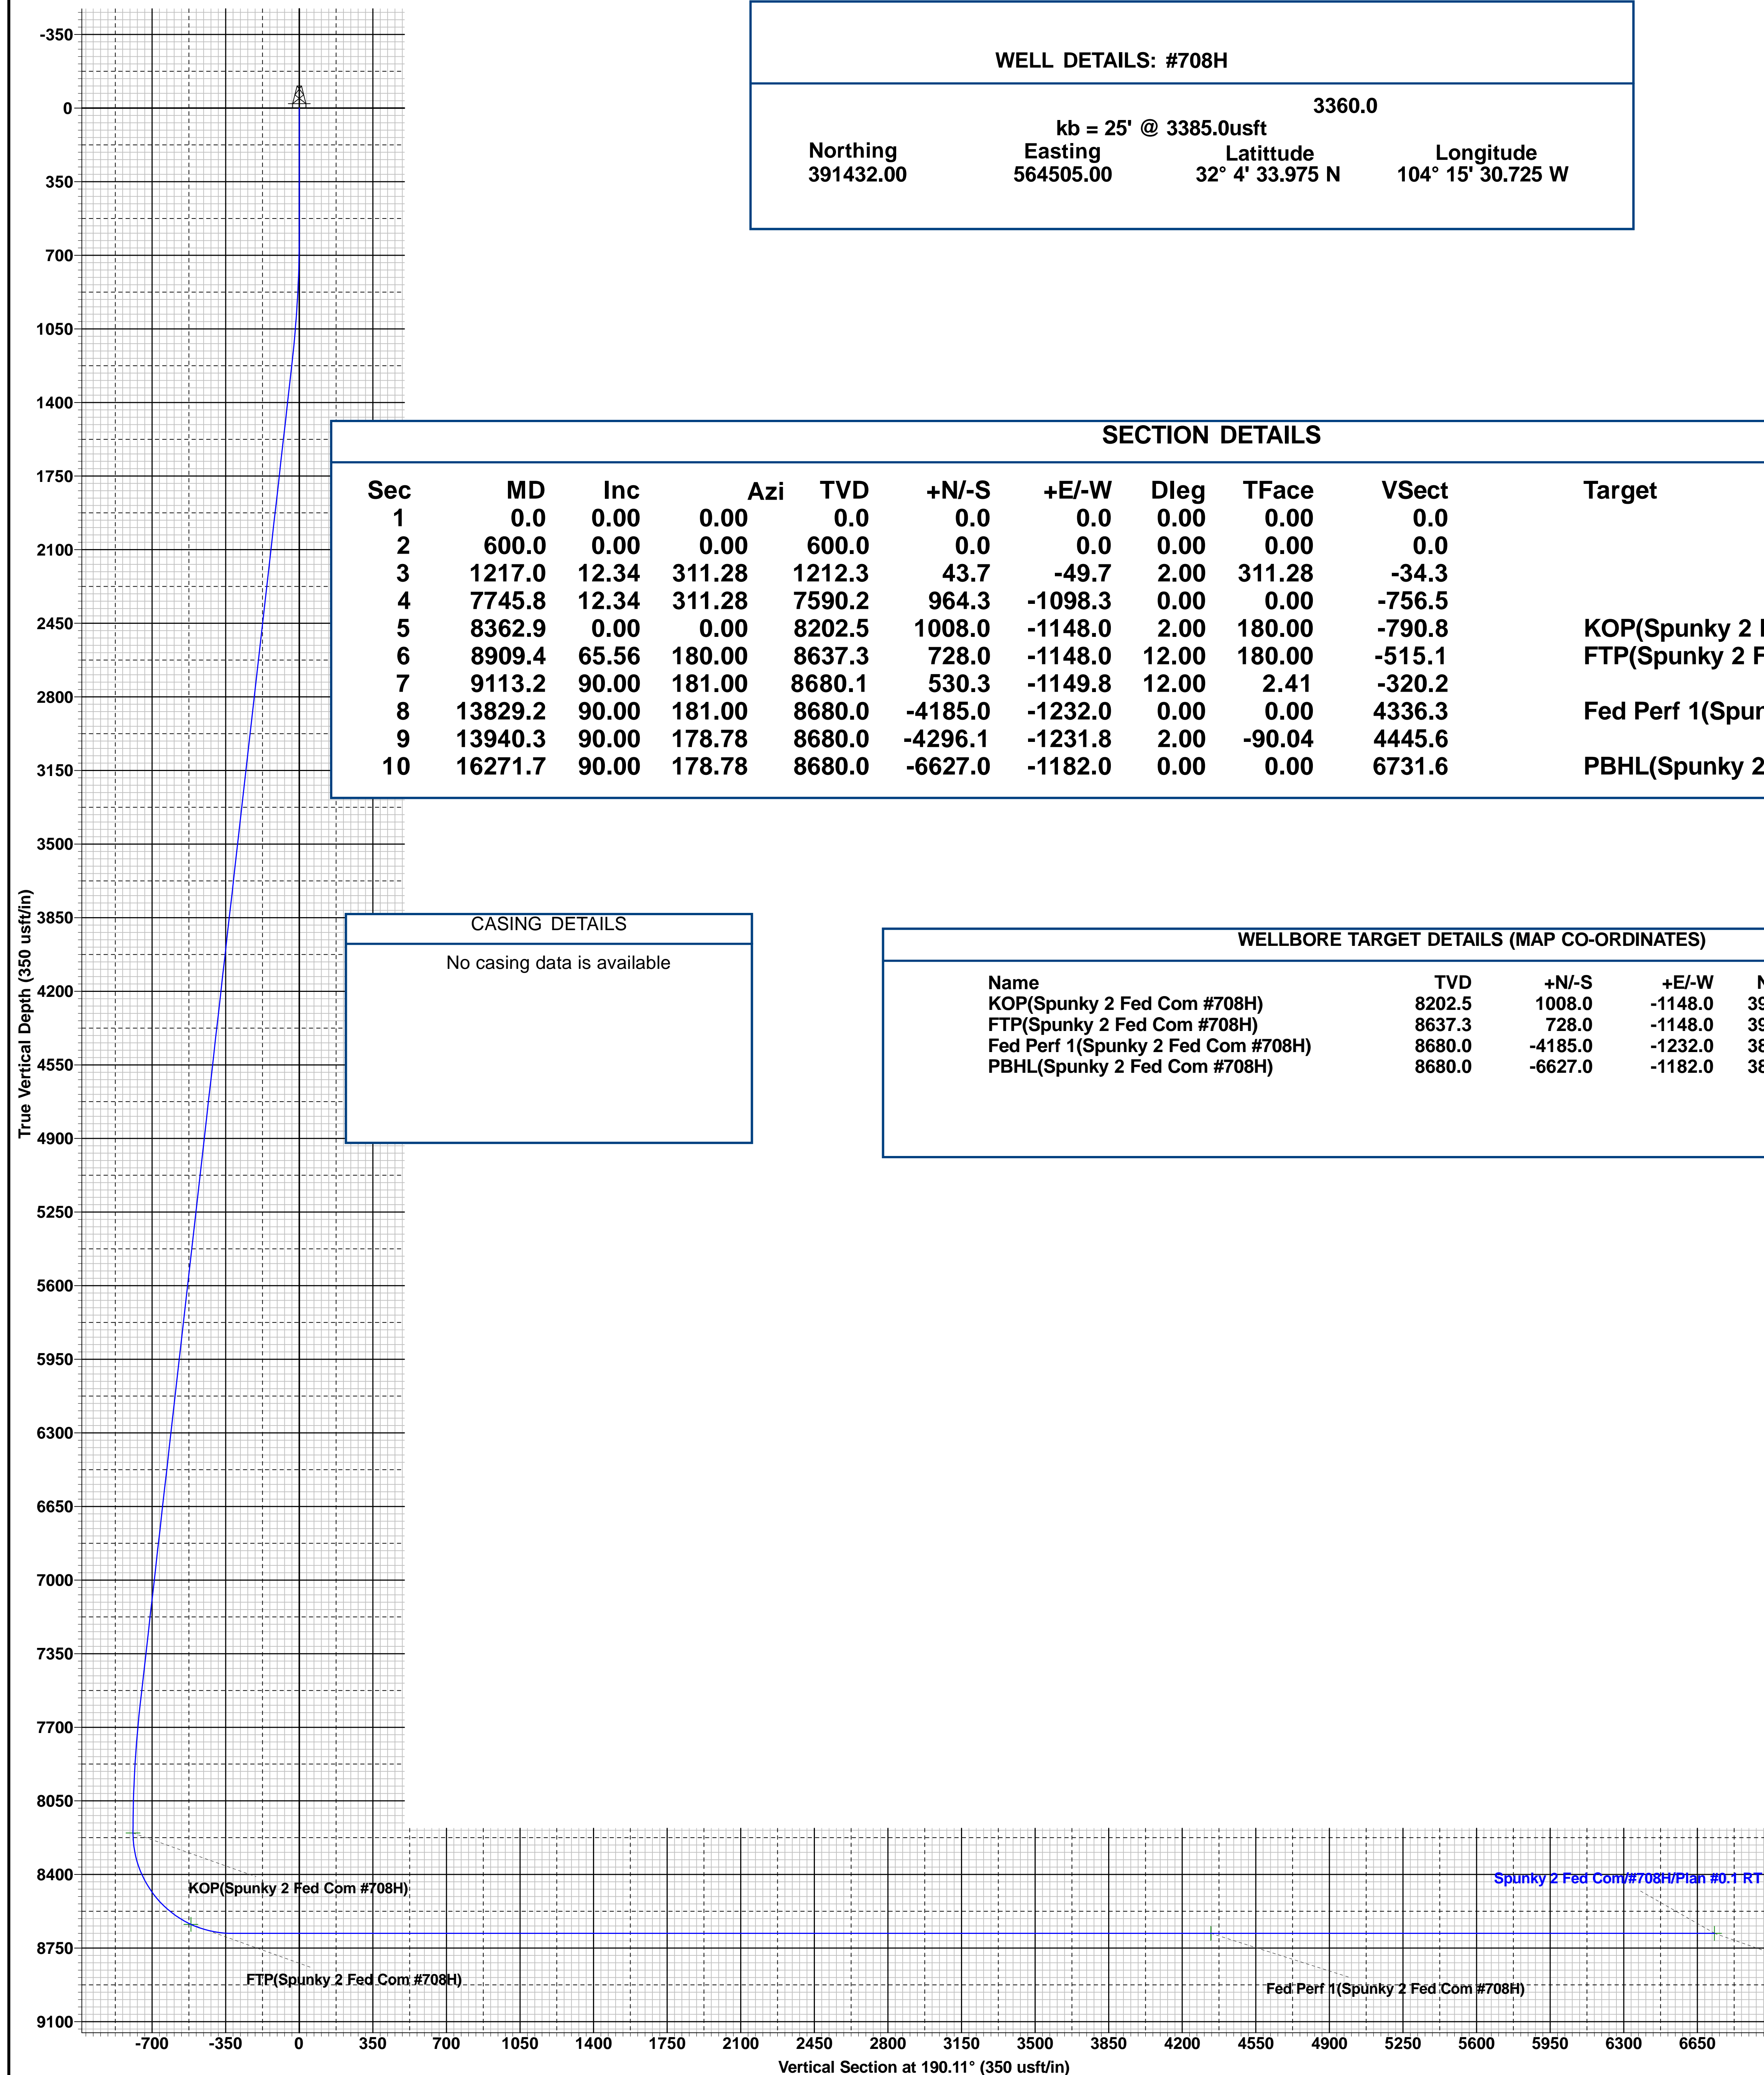 WELL DETAILS: #708H
3360.0
kb = 25' @ 3385.0usft
Northing Easting Latittude Longitude
391432.00 564505.00 32° 4' 33.975 N 104° 15' 30.725 W
SECTION DETAILS
Sec MD Inc Azi TVD +N/-S +E/-W Dleg TFace VSect Target
1 0.0 0.00 0.00 0.0 0.0 0.0 0.00 0.00 0.0
2 600.0 0.00 0.00 600.0 0.0 0.0 0.00 0.00 0.0
3 1217.0 12.34 311.28 1212.3 43.7 -49.7 2.00 311.28 -34.3
4 7745.8 12.34 311.28 7590.2 964.3 -1098.3 0.00 0.00 -756.5
5 8362.9 0.00 0.00 8202.5 1008.0 -1148.0 2.00 180.00 -790.8 KOP(Spunky 2
6 8909.4 65.56 180.00 8637.3 728.0 -1148.0 12.00 180.00 -515.1 FTP(Spunky 2 F
7 9113.2 90.00 181.00 8680.1 530.3 -1149.8 12.00 2.41 -320.2
8 13829.2 90.00 181.00 8680.0 -4185.0 -1232.0 0.00 0.00 4336.3 Fed Perf 1(Spu
9 13940.3 90.00 178.78 8680.0 -4296.1 -1231.8 2.00 -90.04 4445.6
10 16271.7 90.00 178.78 8680.0 -6627.0 -1182.0 0.00 0.00 6731.6 PBHL(Spunky 2
CASING DETAILS
No casing data is available
WELLBORE TARGET DETAILS (MAP CO-ORDINATES)
Name TVD +N/-S +E/-W N
KOP(Spunky 2 Fed Com #708H) 8202.5 1008.0 -1148.0 39
FTP(Spunky 2 Fed Com #708H) 8637.3 728.0 -1148.0 39
Fed Perf 1(Spunky 2 Fed Com #708H) 8680.0 -4185.0 -1232.0 38
PBHL(Spunky 2 Fed Com #708H) 8680.0 -6627.0 -1182.0 38
True Vertical Depth (350 usft/in)
-350
0
350
700
1050
1400
1750
2100
2450
2800
3150
3500
3850
4200
4550
4900
5250
5600
5950
6300
6650
7000
7350
7700
8050
8400
8750
9100
KOP(Spunky 2 Fed Com #708H)
FTP(Spunky 2 Fed Com #708H)
Spunky 2 Fed Com/#708H/Plan #0.1 RT
Fed Perf 1(Spunky 2 Fed Com #708H)
-700 -350 0 350 700 1050 1400 1750 2100 2450 2800 3150 3500 3850 4200 4550 4900 5250 5600 5950 6300 6650
Vertical Section at 190.11° (350 usft/in)